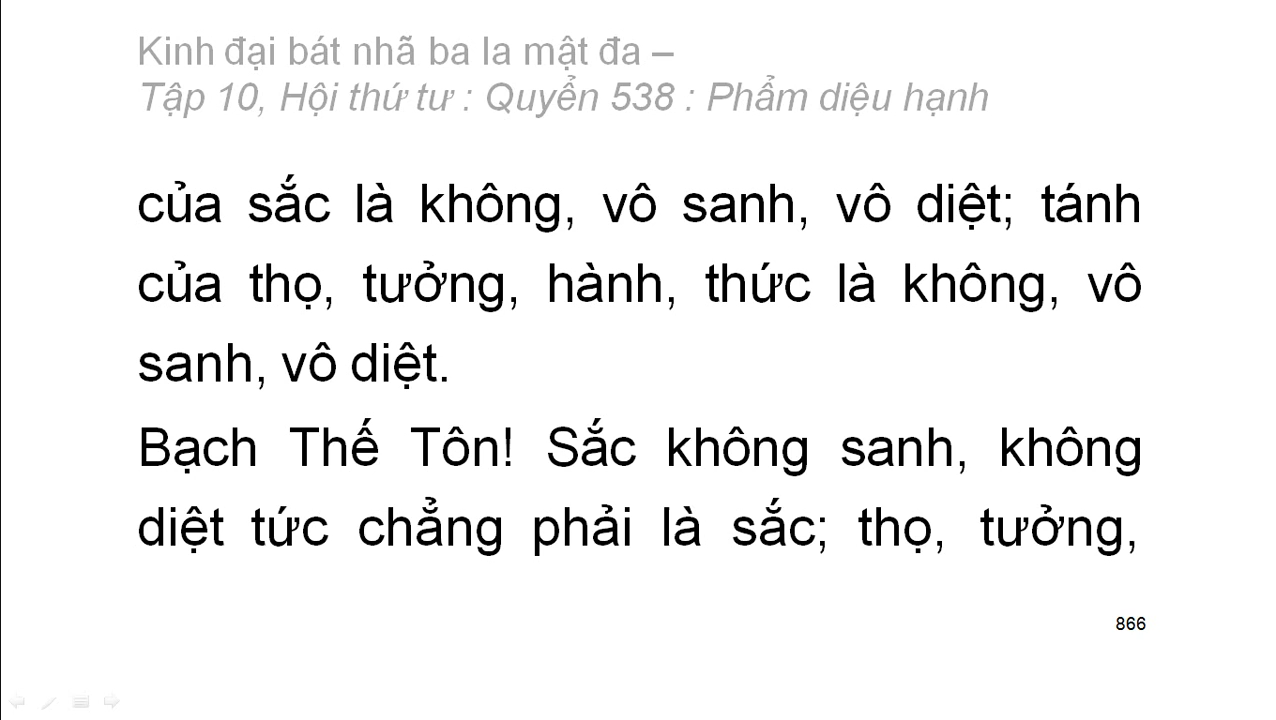 Kinh đại bát nhã ba la mật đa –
Tập 10, Hội thứ tư : Quyển 538 : Phẩm diệu hạnh
của sắc là không, vô sanh, vô diệt; tánh
của thọ, tưởng, hành, thức là không, vô
sanh, vô diệt.
Bạch Thế Tôn! Sắc không sanh, không
diệt tức chẳng phải là sắc; thọ, tưởng,
866